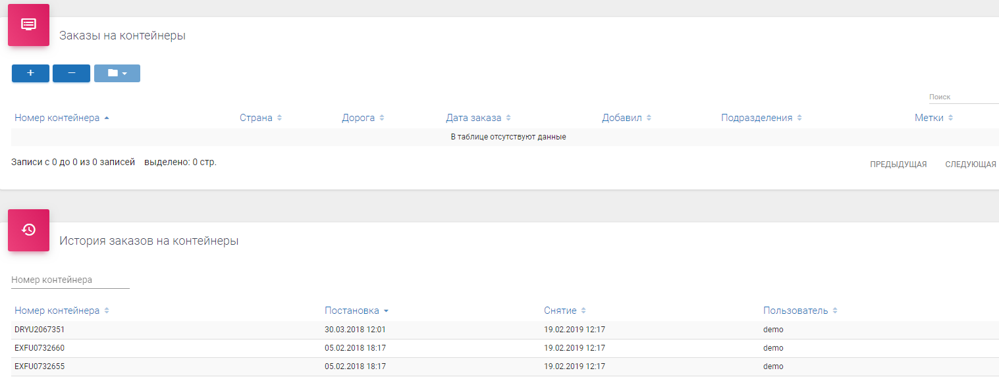 Заказы на контейнеры
Поиск
Номер контейнера Страна Дорога Дата заказа Добавил Подразделения Метки
В таблице отсутствуют данные
Записи с 0 до 0 из 0 записей выделено: 0 стр.
ПРЕДЫДУЩАЯ СЛЕДУЮЩАЯ
История заказов на контейнеры
Номер контейнера
Номер контейнера Постановка Снятие Пользователь
DRYU2067351 30.03.2018 12:01 19.02.2019 12:17 demo
EXFU0732660 05.02.2018 18:17 19.02.2019 12:17 demo
EXFU0732655 05.02.2018 18:17 19.02.2019 12:17 demo